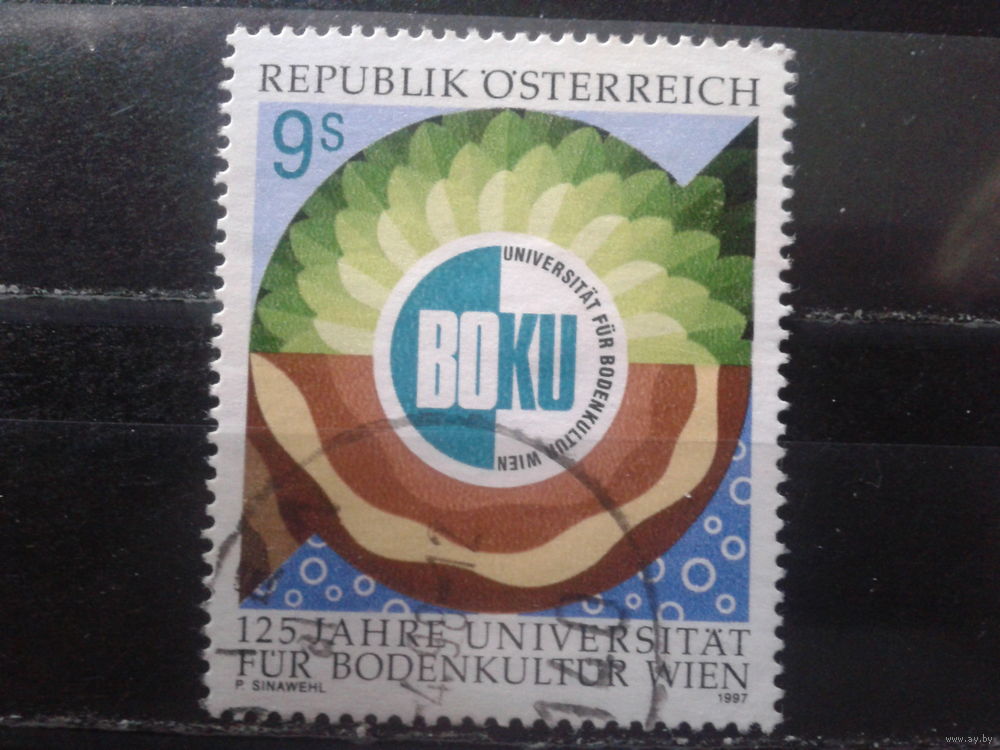 REPUBLIK ÖSTERREICH
9S
BOKU
UNIVERSITÄT FÜR BODENKULTUR WIEN
125 JAHRE UNIVERSITÄT
FÜR BODENKULTUR WIEN
P. SINAWEHL
1997
www.ay.by